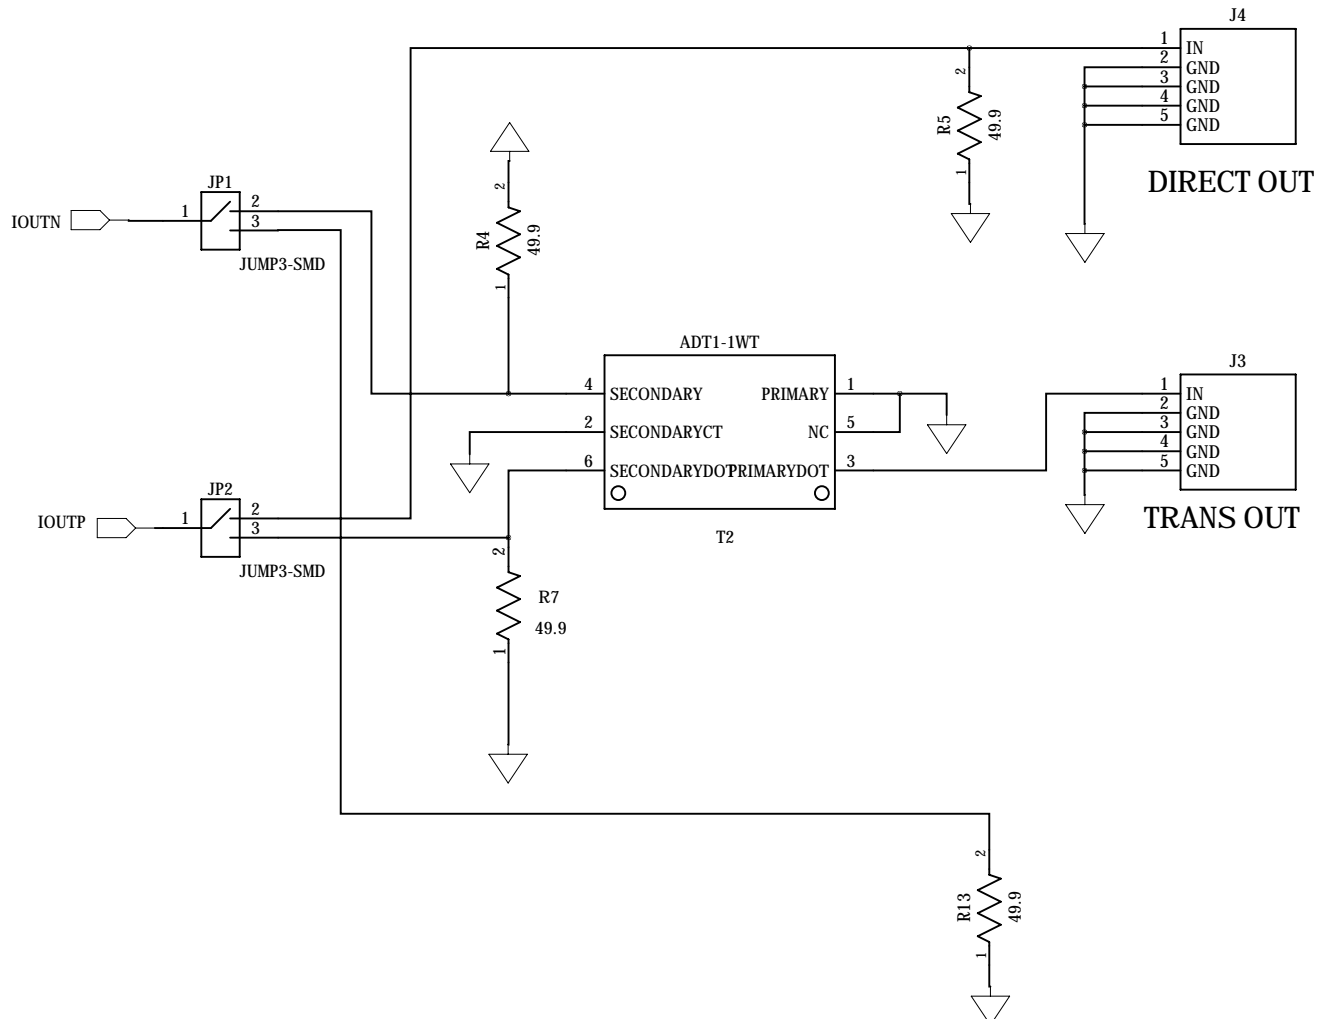 J4
1 IN
2 GND
3 GND
4 GND
5 GND
DIRECT OUT
2
R5
49.9
1
JP1
IOUTN
1
2
3
JUMP3-SMD
2
R4
49.9
1
ADT1-1WT
4 SECONDARY
2 SECONDARYCT
6 SECONDARYDOT
PRIMARY 1
NC 5
PRIMARYDOT 3
T2
J3
1 IN
2 GND
3 GND
4 GND
5 GND
TRANS OUT
JP2
IOUTP
1
2
3
JUMP3-SMD
2
R7
49.9
1
2
R13
49.9
1